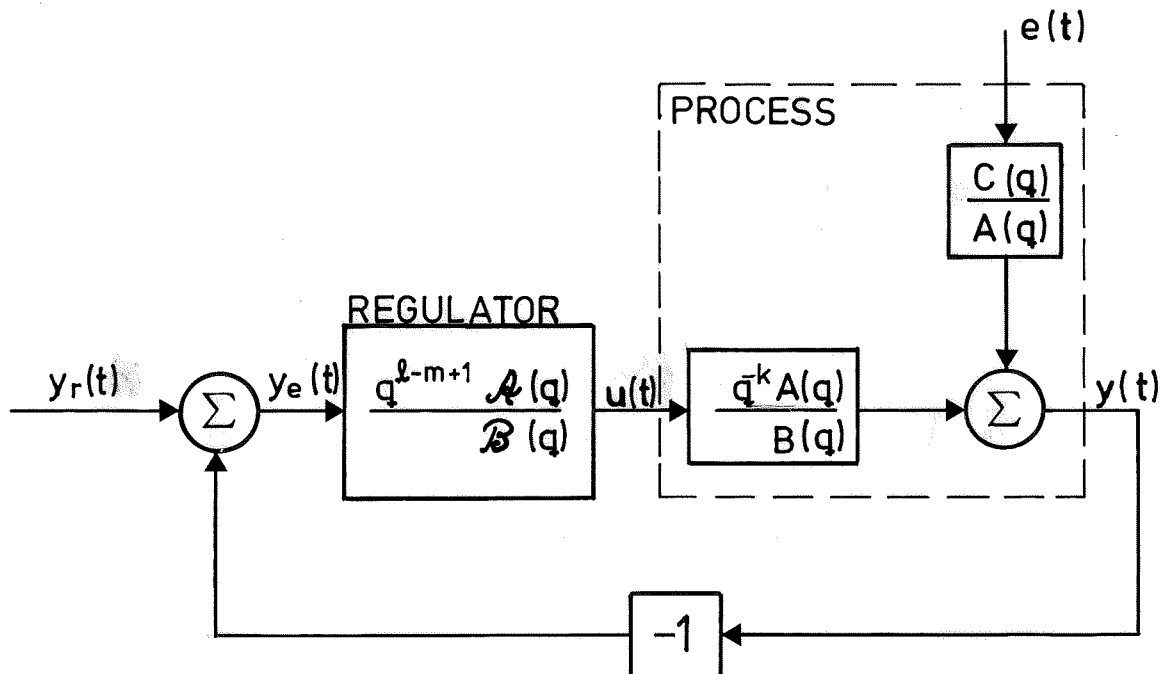 e(t)
PROCESS
C(q)
A(q)
REGULATOR
y_r(t)
Σ
y_e(t)
q^{ℓ-m+1} 𝒜(q)
ℬ(q)
u(t)
q^{-k} A(q)
B(q)
Σ
y(t)
-1